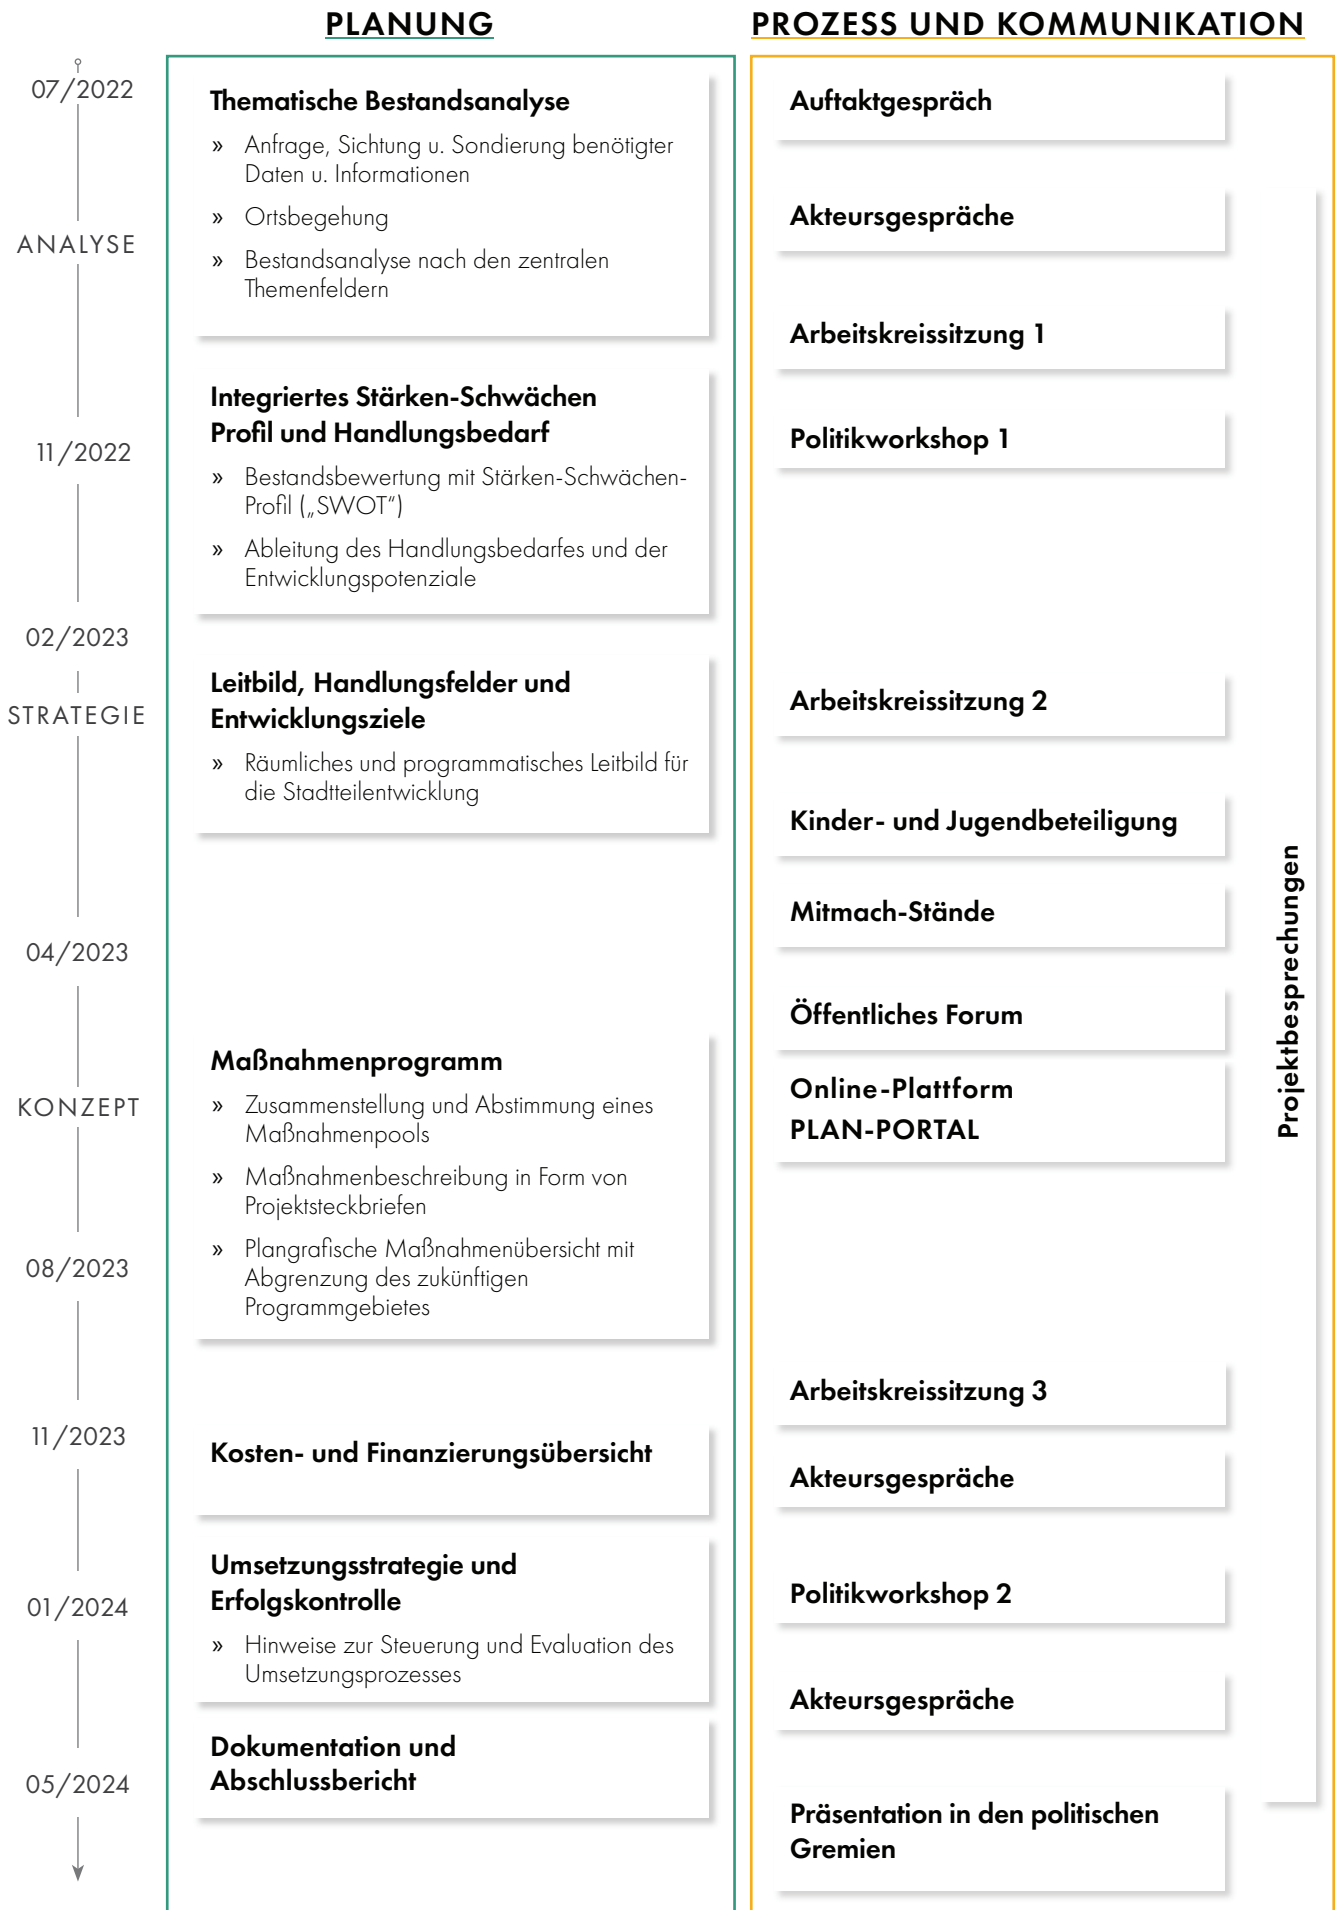 PLANUNG
PROZESS UND KOMMUNIKATION
07/2022
ANALYSE
11/2022
02/2023
STRATEGIE
04/2023
KONZEPT
08/2023
11/2023
01/2024
05/2024
Thematische Bestandsanalyse
» Anfrage, Sichtung u. Sondierung benötigter
Daten u. Informationen
» Ortsbegehung
» Bestandsanalyse nach den zentralen
Themenfeldern
Integriertes Stärken-Schwächen
Profil und Handlungsbedarf
» Bestandsbewertung mit Stärken-Schwächen-
Profil („SWOT“)
» Ableitung des Handlungsbedarfes und der
Entwicklungspotenziale
Leitbild, Handlungsfelder und
Entwicklungsziele
» Räumliches und programmatisches Leitbild für
die Stadtteilentwicklung
Maßnahmenprogramm
» Zusammenstellung und Abstimmung eines
Maßnahmenpools
» Maßnahmenbeschreibung in Form von
Projektsteckbriefen
» Plangrafische Maßnahmenübersicht mit
Abgrenzung des zukünftigen
Programmgebietes
Kosten- und Finanzierungsübersicht
Umsetzungsstrategie und
Erfolgskontrolle
» Hinweise zur Steuerung und Evaluation des
Umsetzungsprozesses
Dokumentation und
Abschlussbericht
Auftaktgespräch
Akteursgespräche
Arbeitskreissitzung 1
Politikworkshop 1
Arbeitskreissitzung 2
Kinder- und Jugendbeteiligung
Mitmach-Stände
Öffentliches Forum
Online-Plattform
PLAN-PORTAL
Arbeitskreissitzung 3
Akteursgespräche
Politikworkshop 2
Akteursgespräche
Präsentation in den politischen
Gremien
Projektbesprechungen